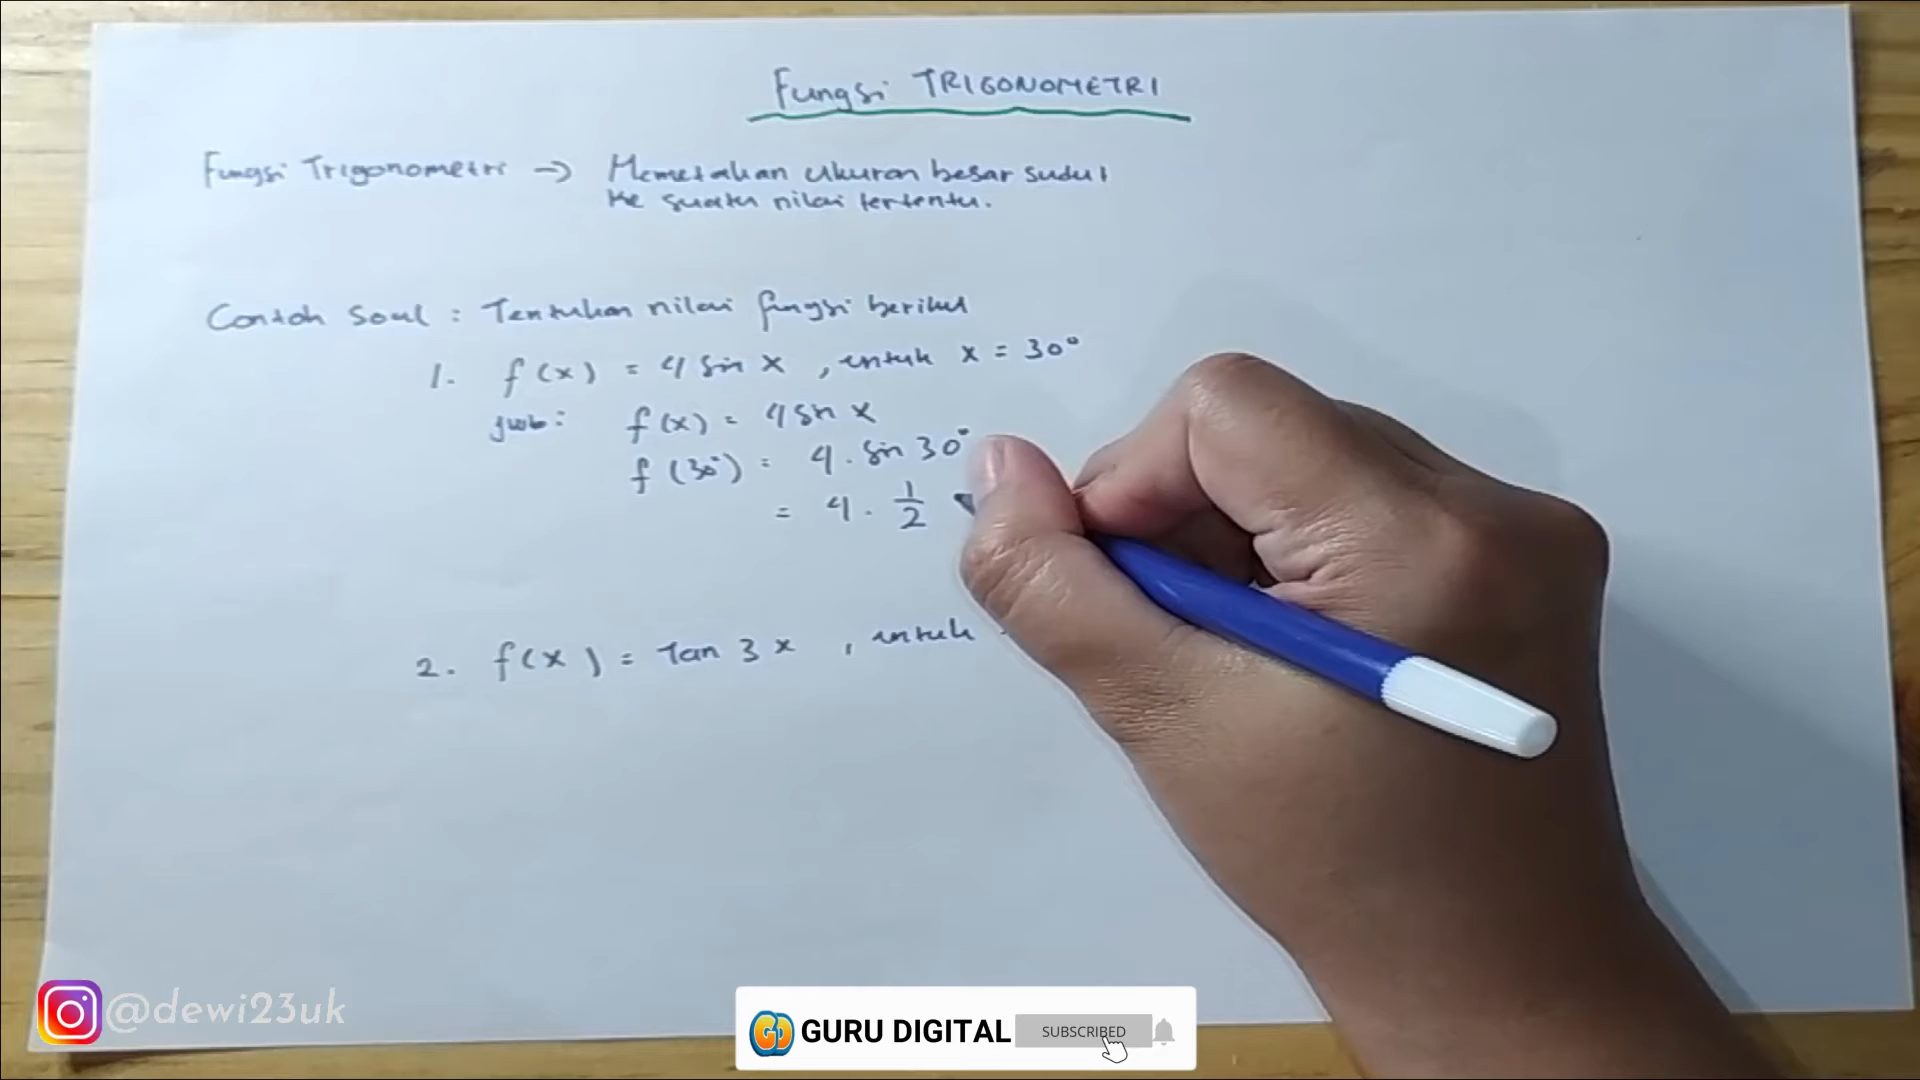 Fungsi TRIGONOMETRI
Fungsi Trigonometri → Memetakan ukuran besar sudut
ke suatu nilai tertentu.
Contoh Soal : Tentukan nilai fungsi berikut
1. f(x) = 4 sin x , untuk x = 30°
jwb: f(x) = 4 sin x
f(30°) = 4 . sin 30°
= 4 . 1/2
2. f(x) = Tan 3x , untuk
@dewi23uk
GURU DIGITAL
SUBSCRIBED